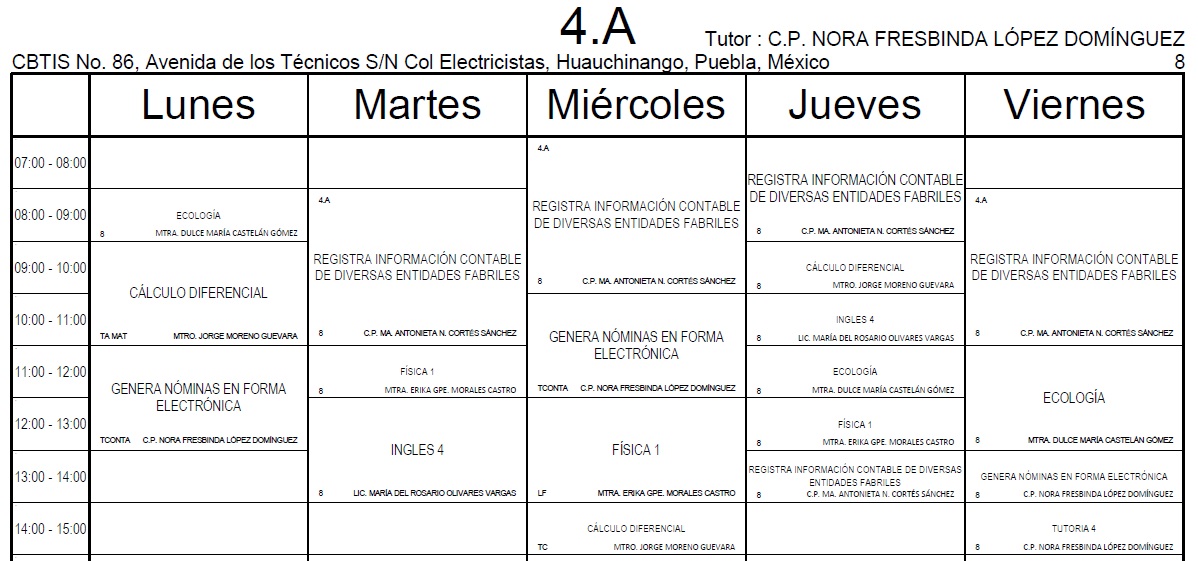 4.A
Tutor : C.P. NORA FRESBINDA LÓPEZ DOMÍNGUEZ
CBTIS No. 86, Avenida de los Técnicos S/N Col Electricistas, Huauchinango, Puebla, México 8
Lunes Martes Miércoles Jueves Viernes
07:00 - 08:00
08:00 - 09:00
09:00 - 10:00
10:00 - 11:00
11:00 - 12:00
12:00 - 13:00
13:00 - 14:00
14:00 - 15:00
ECOLOGÍA
8 MTRA. DULCE MARÍA CASTELÁN GÓMEZ
CÁLCULO DIFERENCIAL
TA MAT MTRO. JORGE MORENO GUEVARA
GENERA NÓMINAS EN FORMA
ELECTRÓNICA
TCONTA C.P. NORA FRESBINDA LÓPEZ DOMÍNGUEZ
4.A
REGISTRA INFORMACIÓN CONTABLE
DE DIVERSAS ENTIDADES FABRILES
8 C.P. MA. ANTONIETA N. CORTÉS SÁNCHEZ
FÍSICA 1
8 MTRA. ERIKA GPE. MORALES CASTRO
INGLES 4
8 LIC. MARÍA DEL ROSARIO OLIVARES VARGAS
4.A
REGISTRA INFORMACIÓN CONTABLE
DE DIVERSAS ENTIDADES FABRILES
8 C.P. MA. ANTONIETA N. CORTÉS SÁNCHEZ
GENERA NÓMINAS EN FORMA
ELECTRÓNICA
TCONTA C.P. NORA FRESBINDA LÓPEZ DOMÍNGUEZ
FÍSICA 1
LF MTRA. ERIKA GPE. MORALES CASTRO
CÁLCULO DIFERENCIAL
TC MTRO. JORGE MORENO GUEVARA
REGISTRA INFORMACIÓN CONTABLE
DE DIVERSAS ENTIDADES FABRILES
8 C.P. MA. ANTONIETA N. CORTÉS SÁNCHEZ
CÁLCULO DIFERENCIAL
8 MTRO. JORGE MORENO GUEVARA
INGLES 4
8 LIC. MARÍA DEL ROSARIO OLIVARES VARGAS
ECOLOGÍA
8 MTRA. DULCE MARÍA CASTELÁN GÓMEZ
FÍSICA 1
8 MTRA. ERIKA GPE. MORALES CASTRO
REGISTRA INFORMACIÓN CONTABLE DE DIVERSAS
ENTIDADES FABRILES
8 C.P. MA. ANTONIETA N. CORTÉS SÁNCHEZ
4.A
REGISTRA INFORMACIÓN CONTABLE
DE DIVERSAS ENTIDADES FABRILES
8 C.P. MA. ANTONIETA N. CORTÉS SÁNCHEZ
ECOLOGÍA
8 MTRA. DULCE MARÍA CASTELÁN GÓMEZ
GENERA NÓMINAS EN FORMA ELECTRÓNICA
8 C.P. NORA FRESBINDA LÓPEZ DOMÍNGUEZ
TUTORIA 4
8 C.P. NORA FRESBINDA LÓPEZ DOMÍNGUEZ